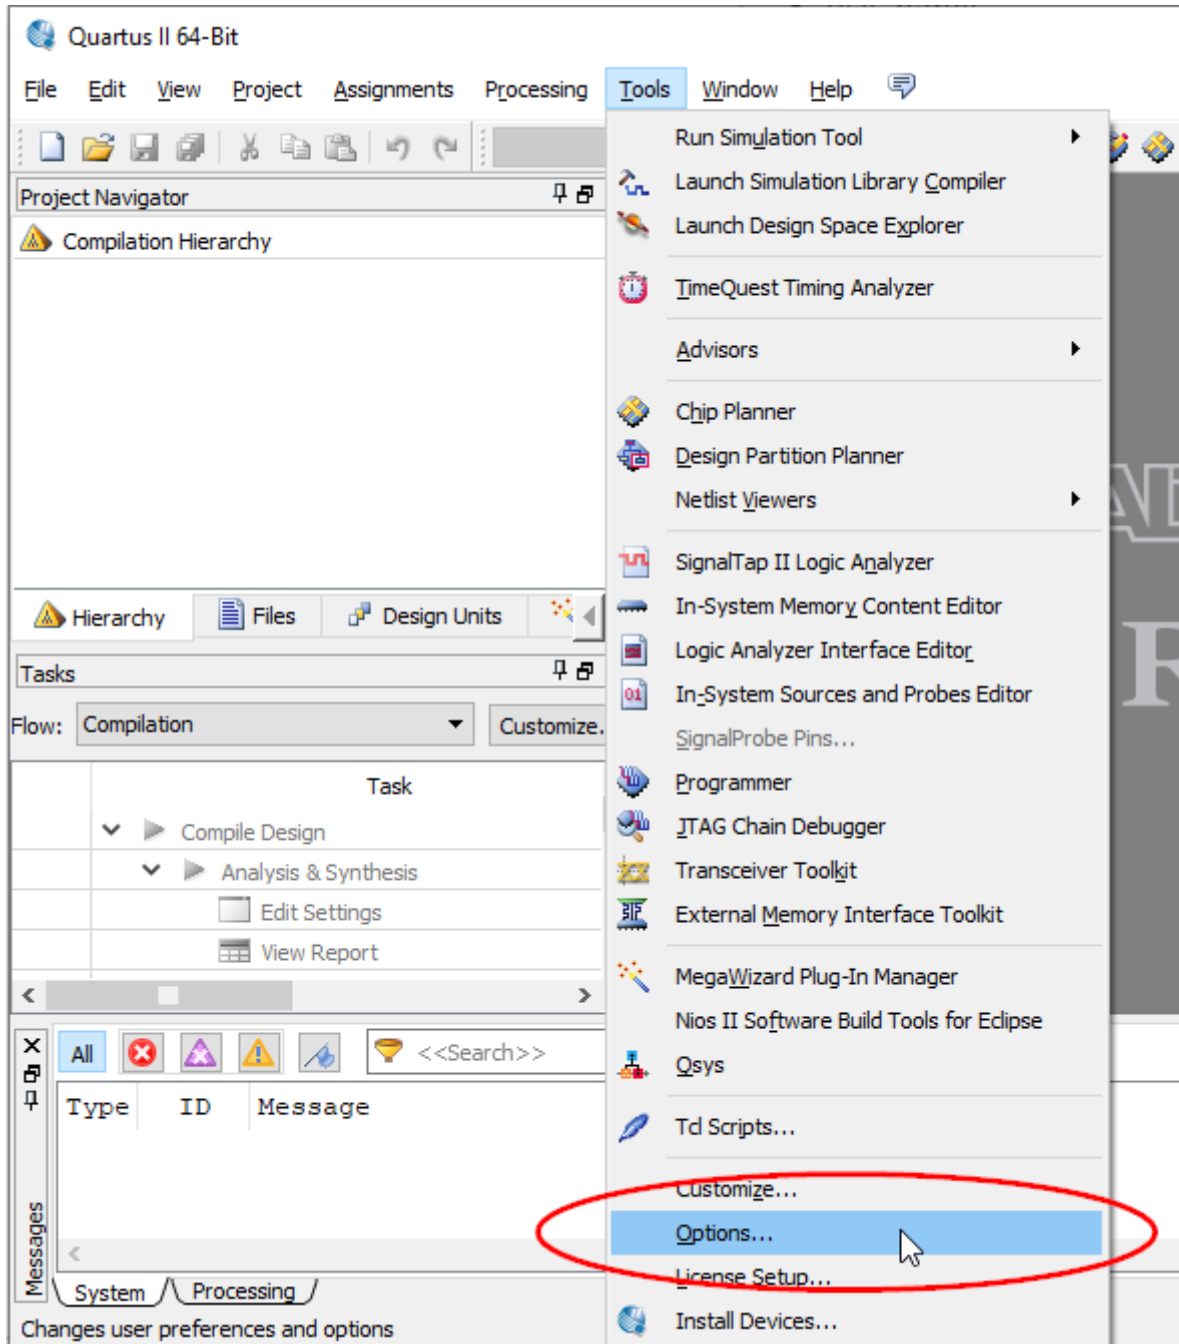 Quartus II 64-Bit
File Edit View Project Assignments Processing Tools Window Help
Project Navigator
Compilation Hierarchy
Hierarchy Files Design Units
Tasks
Flow: Compilation Customize.
Task
Compile Design
Analysis & Synthesis
Edit Settings
View Report
All <<Search>>
Type ID Message
Messages
System Processing
Changes user preferences and options
Run Simulation Tool
Launch Simulation Library Compiler
Launch Design Space Explorer
TimeQuest Timing Analyzer
Advisors
Chip Planner
Design Partition Planner
Netlist Viewers
SignalTap II Logic Analyzer
In-System Memory Content Editor
Logic Analyzer Interface Editor
In-System Sources and Probes Editor
SignalProbe Pins...
Programmer
JTAG Chain Debugger
Transceiver Toolkit
External Memory Interface Toolkit
MegaWizard Plug-In Manager
Nios II Software Build Tools for Eclipse
Qsys
Tcl Scripts...
Customize...
Options...
License Setup...
Install Devices...